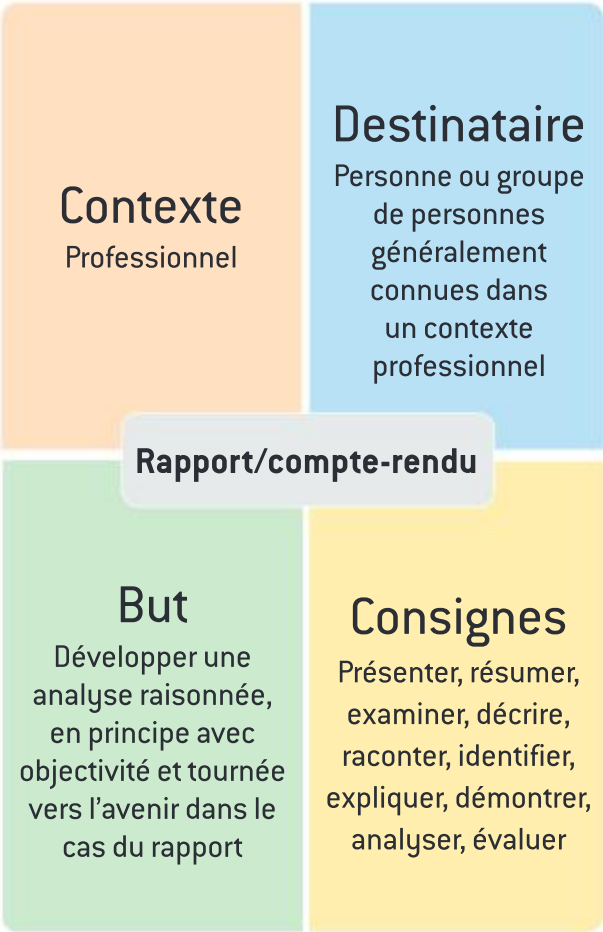 Contexte
Professionnel
Destinataire
Personne ou groupe
de personnes
généralement
connues dans
un contexte
professionnel
Rapport/compte-rendu
But
Développer une
analyse raisonnée,
en principe avec
objectivité et tournée
vers l’avenir dans le
cas du rapport
Consignes
Présenter, résumer,
examiner, décrire,
raconter, identifier,
expliquer, démontrer,
analyser, évaluer